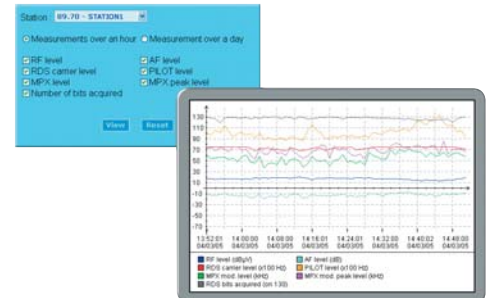 Station : 89.70 - STATION1
Measurements over an hour Measurement over a day
RF level AF level
RDS carrier level PILOT level
MPX level MPX peak level
Number of bits acquired
View Reset
130
110
90
70
50
30
10
-10
-30
-50
-70
13:52:01 14:00:00 14:08:00 14:16:01 14:24:01 14:32:00 14:40:02 14:48:00
04/03/05 04/03/05 04/03/05 04/03/05 04/03/05 04/03/05 04/03/05 04/03/05
RF level (dBµV) AF level (dB)
RDS carrier level (x100 Hz) PILOT level (x100 Hz)
MPX mod. level (kHz) MPX mod. peak level (kHz)
RDS bits acquired (on 130)